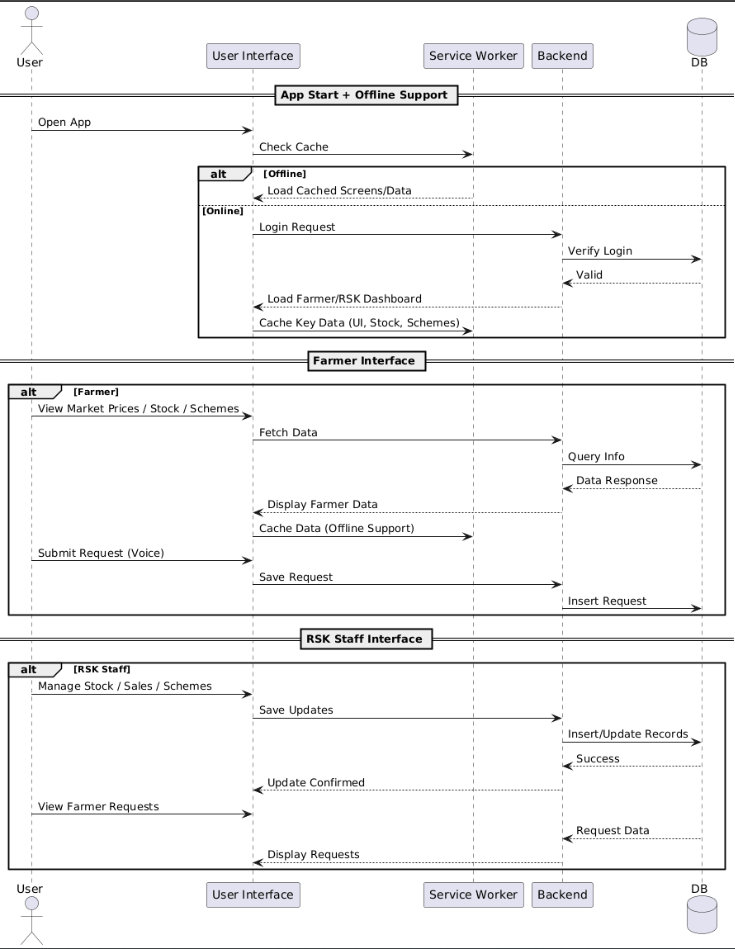 User
User Interface
Service Worker
Backend
DB
App Start + Offline Support
Open App
Check Cache
alt [Offline]
Load Cached Screens/Data
[Online]
Login Request
Verify Login
Valid
Load Farmer/RSK Dashboard
Cache Key Data (UI, Stock, Schemes)
Farmer Interface
alt [Farmer]
View Market Prices / Stock / Schemes
Fetch Data
Query Info
Data Response
Display Farmer Data
Cache Data (Offline Support)
Submit Request (Voice)
Save Request
Insert Request
RSK Staff Interface
alt [RSK Staff]
Manage Stock / Sales / Schemes
Save Updates
Insert/Update Records
Success
Update Confirmed
View Farmer Requests
Request Data
Display Requests
User
User Interface
Service Worker
Backend
DB